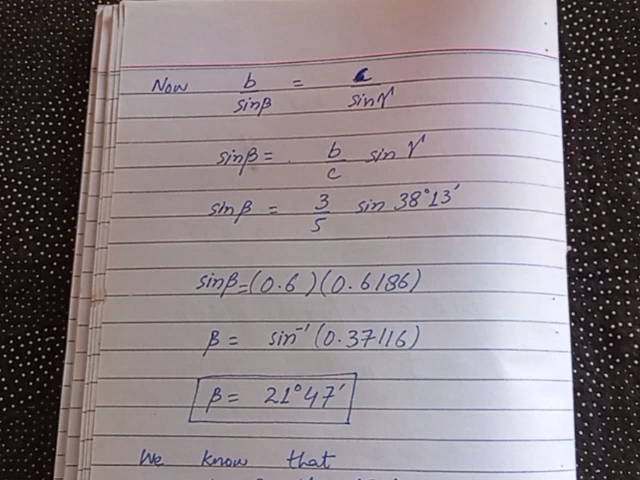 Now b/sinβ = c/sinγ
sinβ = b/c sin γ
sinβ = 3/5 sin 38°13'
sinβ = (0.6)(0.6186)
β = sin⁻¹(0.37116)
β = 21°47'
We know that